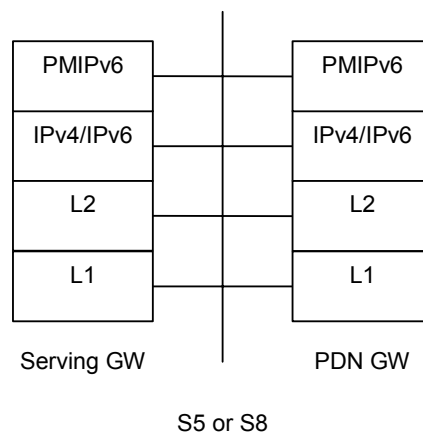 PMIPv6 PMIPv6
IPv4/IPv6 IPv4/IPv6
L2 L2
L1 L1
Serving GW PDN GW
S5 or S8